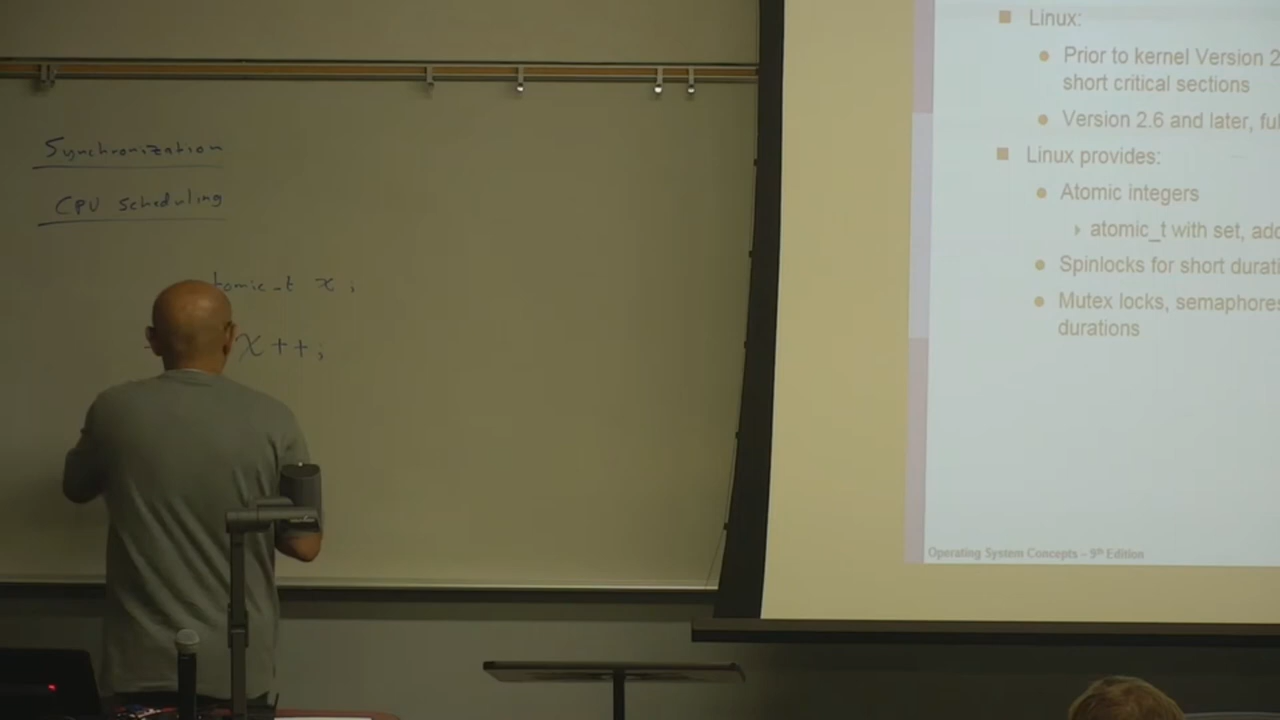 Synchronization
CPU scheduling
tomic_t x ;
x++;
Linux:
Prior to kernel Version 2
short critical sections
Version 2.6 and later, ful
Linux provides:
Atomic integers
atomic_t with set, add
Spinlocks for short durati
Mutex locks, semaphores
durations
Operating System Concepts – 9th Edition